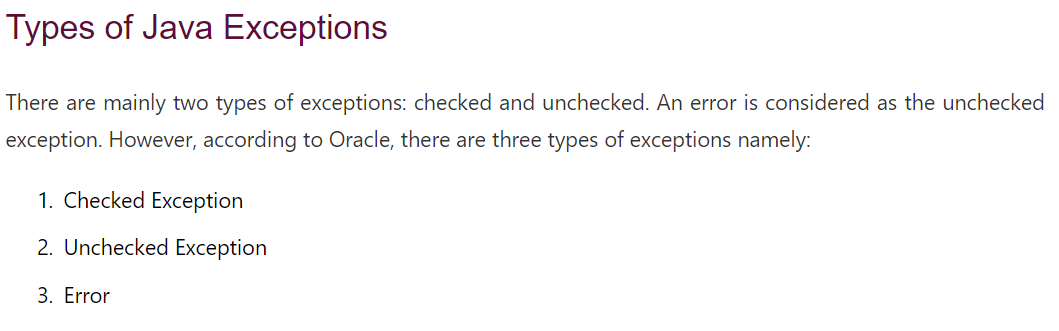 Types of Java Exceptions
There are mainly two types of exceptions: checked and unchecked. An error is considered as the unchecked
exception. However, according to Oracle, there are three types of exceptions namely:
1. Checked Exception
2. Unchecked Exception
3. Error